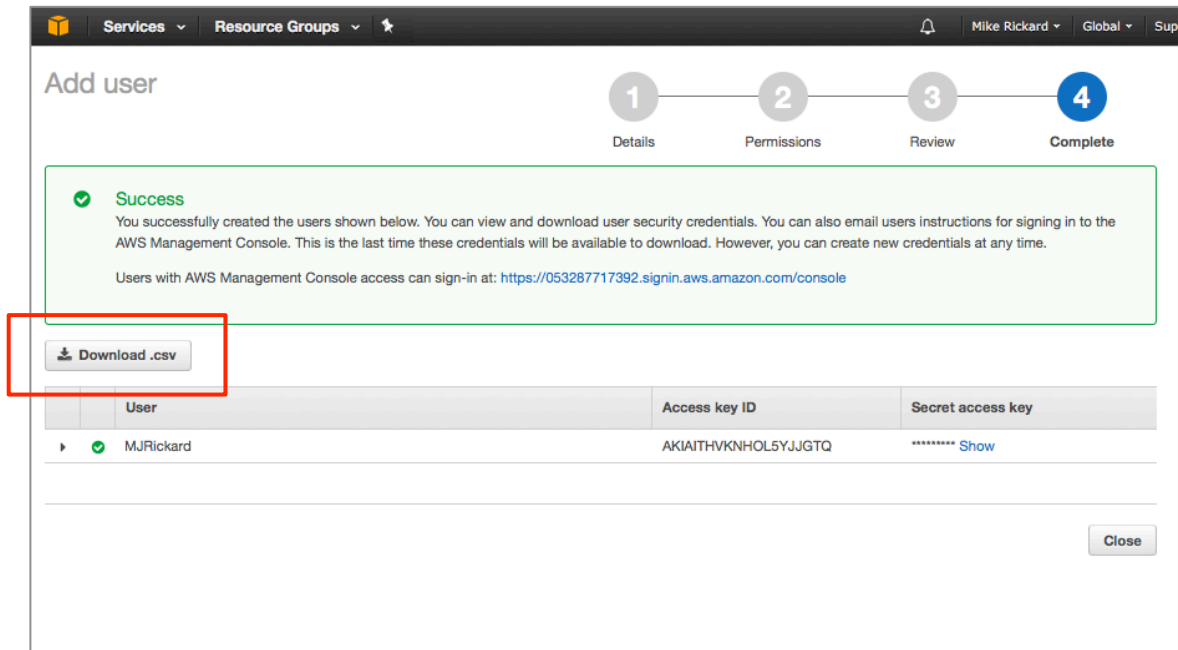 Services Resource Groups Mike Rickard Global Sup
Add user
1 2 3 4
Details Permissions Review Complete
Success
You successfully created the users shown below. You can view and download user security credentials. You can also email users instructions for signing in to the
AWS Management Console. This is the last time these credentials will be available to download. However, you can create new credentials at any time.
Users with AWS Management Console access can sign-in at: https://053287717392.signin.aws.amazon.com/console
Download .csv
User Access key ID Secret access key
MJRickard AKIAITHVKNHOL5YJJGTQ ********* Show
Close